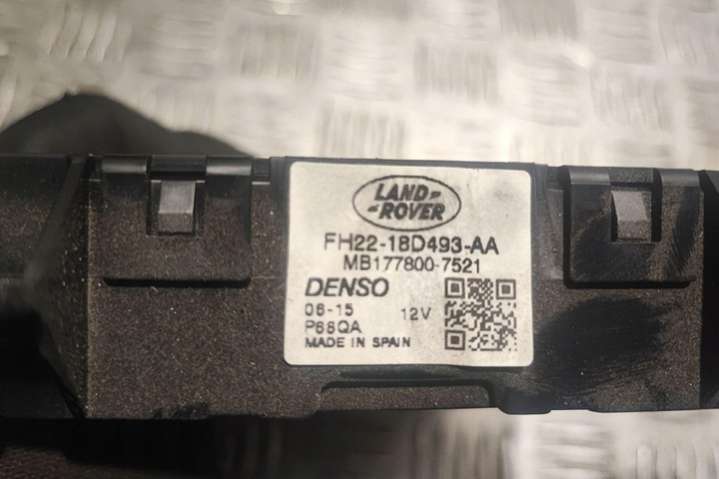 LAND-
-ROVER
FH22-18D493-AA
MB177800-7521
DENSO
06-15 12V
P68QA
MADE IN SPAIN